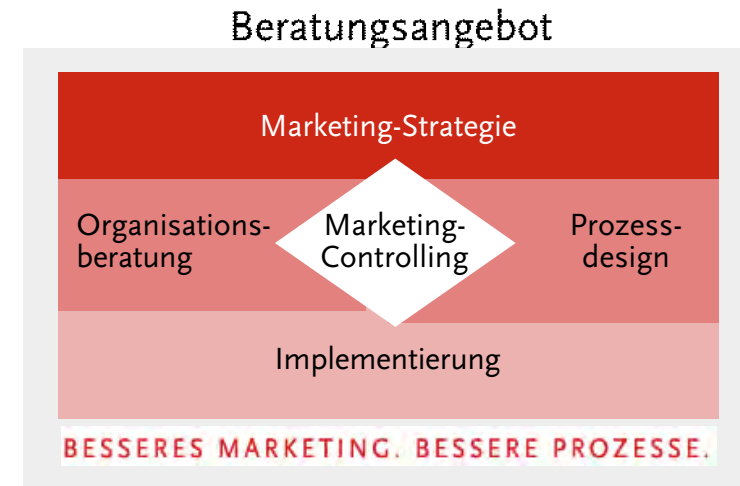 Beratungsangebot
Marketing-Strategie
Organisations-
beratung
Marketing-
Controlling
Prozess-
design
Implementierung
BESSERES MARKETING. BESSERE PROZESSE.